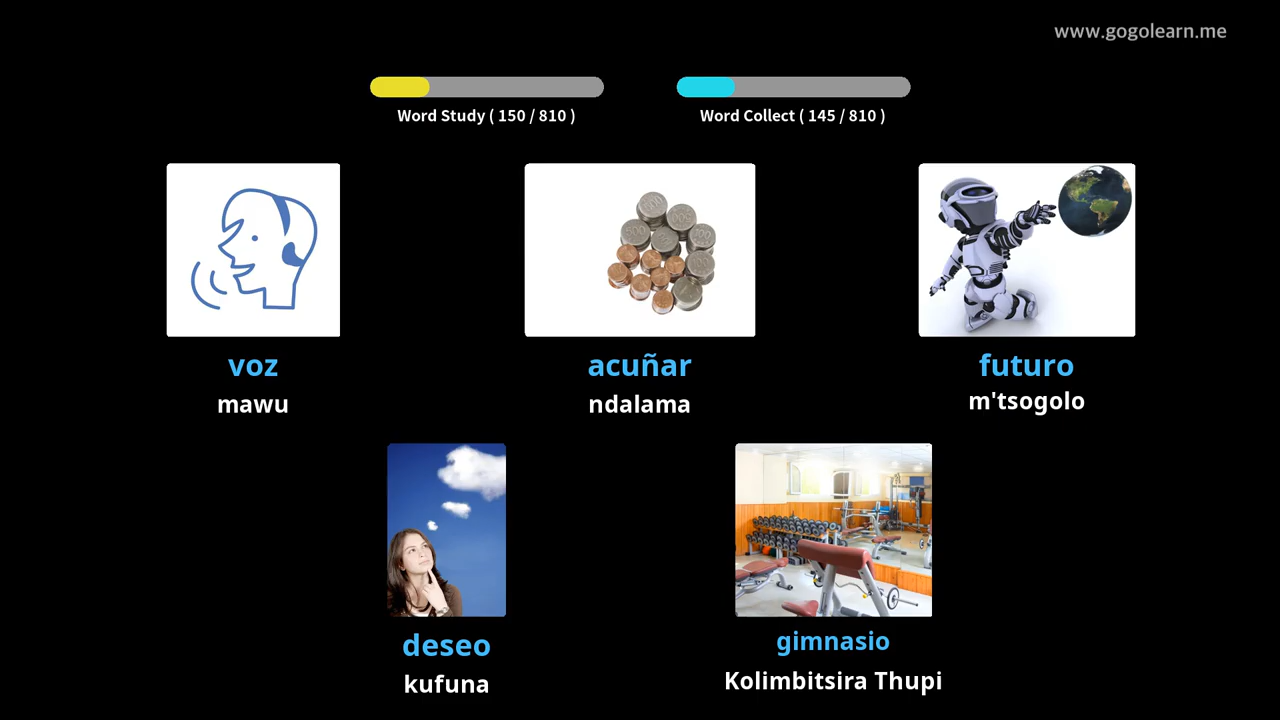 www.gogolearn.me
Word Study ( 150 / 810 )
Word Collect ( 145 / 810 )
voz
mawu
acuñar
ndalama
futuro
m'tsogolo
deseo
kufuna
gimnasio
Kolimbitsira Thupi